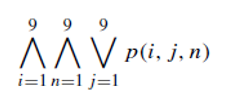 9 9 9
⋀ ⋀ ⋁ p(i, j, n)
i=1 n=1 j=1